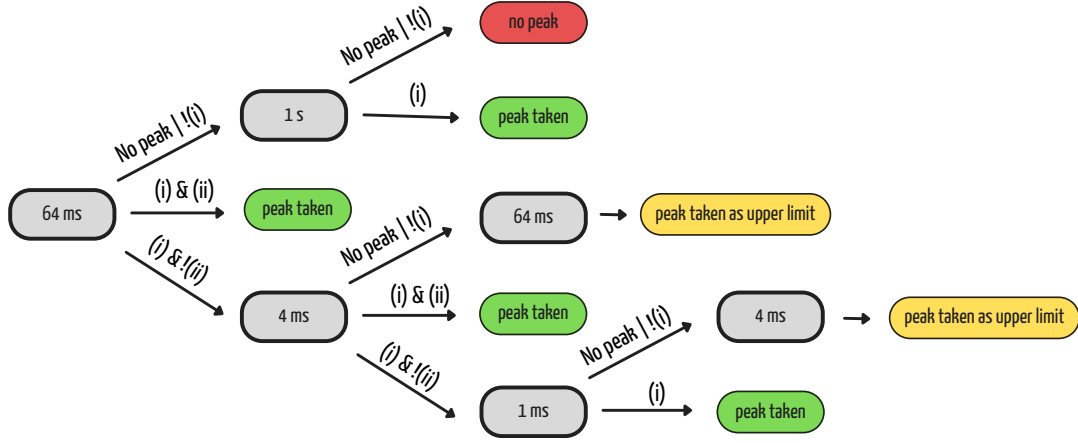 No peak | !(i)
no peak
1 s
(i)
peak taken
No peak | !(i)
64 ms
(i) & (ii)
peak taken
(i) & !(ii)
No peak | !(i)
64 ms
peak taken as upper limit
4 ms
(i) & (ii)
peak taken
(i) & !(ii)
No peak | !(i)
4 ms
peak taken as upper limit
1 ms
(i)
peak taken